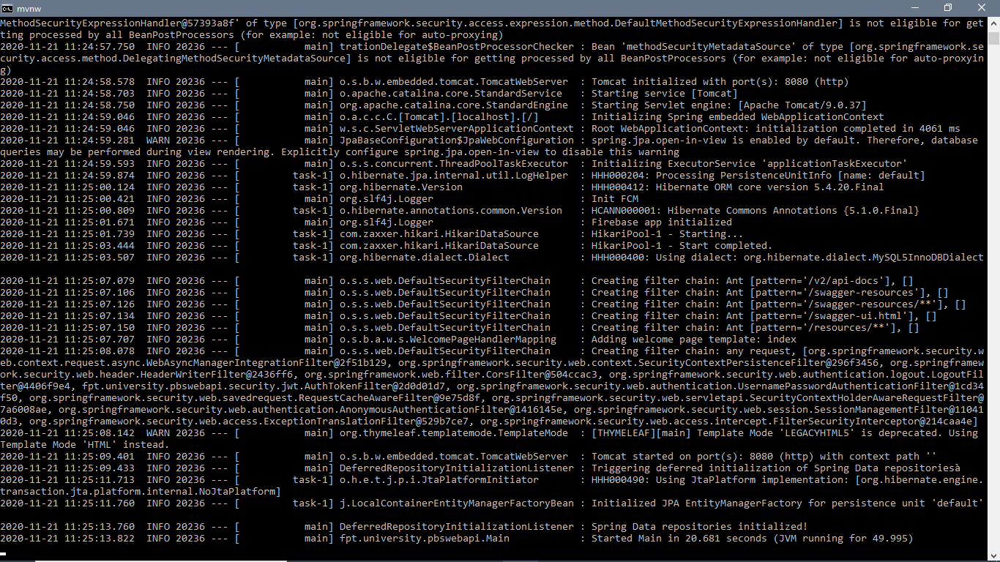 mvnw
MethodSecurityExpressionHandler@57393a8f' of type [org.springframework.security.access.expression.method.DefaultMethodSecurityExpressionHandler] is not eligible for get
ting processed by all BeanPostProcessors (for example: not eligible for auto-proxying)
2020-11-21 11:24:57.750  INFO 20236 --- [           main] trationDelegate$BeanPostProcessorChecker : Bean 'methodSecurityMetadataSource' of type [org.springframework.se
curity.access.method.DelegatingMethodSecurityMetadataSource] is not eligible for getting processed by all BeanPostProcessors (for example: not eligible for auto-proxyin
g)
2020-11-21 11:24:58.578  INFO 20236 --- [           main] o.s.b.w.embedded.tomcat.TomcatWebServer  : Tomcat initialized with port(s): 8080 (http)
2020-11-21 11:24:58.703  INFO 20236 --- [           main] o.apache.catalina.core.StandardService   : Starting service [Tomcat]
2020-11-21 11:24:58.750  INFO 20236 --- [           main] org.apache.catalina.core.StandardEngine  : Starting Servlet engine: [Apache Tomcat/9.0.37]
2020-11-21 11:24:59.046  INFO 20236 --- [           main] o.a.c.c.C.[Tomcat].[localhost].[/]       : Initializing Spring embedded WebApplicationContext
2020-11-21 11:24:59.046  INFO 20236 --- [           main] w.s.c.ServletWebServerApplicationContext : Root WebApplicationContext: initialization completed in 4061 ms
2020-11-21 11:24:59.281  WARN 20236 --- [           main] JpaBaseConfiguration$JpaWebConfiguration : spring.jpa.open-in-view is enabled by default. Therefore, database
queries may be performed during view rendering. Explicitly configure spring.jpa.open-in-view to disable this warning
2020-11-21 11:24:59.593  INFO 20236 --- [           main] o.s.s.concurrent.ThreadPoolTaskExecutor  : Initializing ExecutorService 'applicationTaskExecutor'
2020-11-21 11:24:59.874  INFO 20236 --- [         task-1] o.hibernate.jpa.internal.util.LogHelper  : HHH000204: Processing PersistenceUnitInfo [name: default]
2020-11-21 11:25:00.124  INFO 20236 --- [         task-1] org.hibernate.Version                    : HHH000412: Hibernate ORM core version 5.4.20.Final
2020-11-21 11:25:00.421  INFO 20236 --- [           main] org.slf4j.Logger                         : Init FCM
2020-11-21 11:25:00.809  INFO 20236 --- [         task-1] o.hibernate.annotations.common.Version   : HCANN000001: Hibernate Commons Annotations {5.1.0.Final}
2020-11-21 11:25:01.671  INFO 20236 --- [           main] org.slf4j.Logger                         : Firebase app initialized
2020-11-21 11:25:01.739  INFO 20236 --- [         task-1] com.zaxxer.hikari.HikariDataSource       : HikariPool-1 - Starting...
2020-11-21 11:25:03.444  INFO 20236 --- [         task-1] com.zaxxer.hikari.HikariDataSource       : HikariPool-1 - Start completed.
2020-11-21 11:25:03.507  INFO 20236 --- [         task-1] org.hibernate.dialect.Dialect            : HHH000400: Using dialect: org.hibernate.dialect.MySQL5InnoDBDialect
2020-11-21 11:25:07.079  INFO 20236 --- [           main] o.s.s.web.DefaultSecurityFilterChain     : Creating filter chain: Ant [pattern='/v2/api-docs'], []
2020-11-21 11:25:07.106  INFO 20236 --- [           main] o.s.s.web.DefaultSecurityFilterChain     : Creating filter chain: Ant [pattern='/swagger-resources'], []
2020-11-21 11:25:07.126  INFO 20236 --- [           main] o.s.s.web.DefaultSecurityFilterChain     : Creating filter chain: Ant [pattern='/swagger-resources/**'], []
2020-11-21 11:25:07.134  INFO 20236 --- [           main] o.s.s.web.DefaultSecurityFilterChain     : Creating filter chain: Ant [pattern='/swagger-ui.html'], []
2020-11-21 11:25:07.150  INFO 20236 --- [           main] o.s.s.web.DefaultSecurityFilterChain     : Creating filter chain: Ant [pattern='/resources/**'], []
2020-11-21 11:25:07.707  INFO 20236 --- [           main] o.s.b.a.w.s.WelcomePageHandlerMapping    : Adding welcome page template: index
2020-11-21 11:25:08.078  INFO 20236 --- [           main] o.s.s.web.DefaultSecurityFilterChain     : Creating filter chain: any request, [org.springframework.security.w
eb.context.request.async.WebAsyncManagerIntegrationFilter@2f51b129, org.springframework.security.web.context.SecurityContextPersistenceFilter@296f3456, org.springframew
ork.security.web.header.HeaderWriterFilter@2436ff6, org.springframework.web.filter.CorsFilter@504ccac3, org.springframework.security.web.authentication.logout.LogoutFil
ter@4406f9e4, fpt.university.pbswebapi.security.jwt.AuthTokenFilter@2d0d01d7, org.springframework.security.web.authentication.UsernamePasswordAuthenticationFilter@1cd34
f50, org.springframework.security.web.savedrequest.RequestCacheAwareFilter@9e75d8f, org.springframework.security.web.servletapi.SecurityContextHolderAwareRequestFilter@
7a6008ae, org.springframework.security.web.authentication.AnonymousAuthenticationFilter@1416145e, org.springframework.security.web.session.SessionManagementFilter@11041
0d3, org.springframework.security.web.access.ExceptionTranslationFilter@529b7ce7, org.springframework.security.web.access.intercept.FilterSecurityInterceptor@214caa4e]
2020-11-21 11:25:08.142  WARN 20236 --- [           main] org.thymeleaf.templatemode.TemplateMode  : [THYMELEAF][main] Template Mode 'LEGACYHTML5' is deprecated. Using
Template Mode 'HTML' instead.
2020-11-21 11:25:09.401  INFO 20236 --- [           main] o.s.b.w.embedded.tomcat.TomcatWebServer  : Tomcat started on port(s): 8080 (http) with context path ''
2020-11-21 11:25:09.433  INFO 20236 --- [           main] DeferredRepositoryInitializationListener : Triggering deferred initialization of Spring Data repositoriesà
2020-11-21 11:25:11.713  INFO 20236 --- [         task-1] o.h.e.t.j.p.i.JtaPlatformInitiator       : HHH000490: Using JtaPlatform implementation: [org.hibernate.engine.
transaction.jta.platform.internal.NoJtaPlatform]
2020-11-21 11:25:11.760  INFO 20236 --- [         task-1] j.LocalContainerEntityManagerFactoryBean : Initialized JPA EntityManagerFactory for persistence unit 'default'
2020-11-21 11:25:13.760  INFO 20236 --- [           main] DeferredRepositoryInitializationListener : Spring Data repositories initialized!
2020-11-21 11:25:13.822  INFO 20236 --- [           main] fpt.university.pbswebapi.Main            : Started Main in 20.681 seconds (JVM running for 49.995)